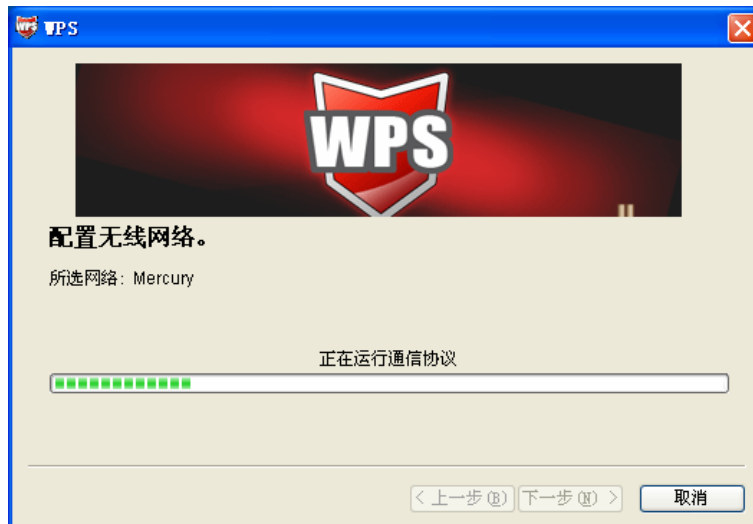 WPS
WPS
配置无线网络。
所选网络: Mercury
正在运行通信协议
< 上一步(B) 下一步(N) > 取消